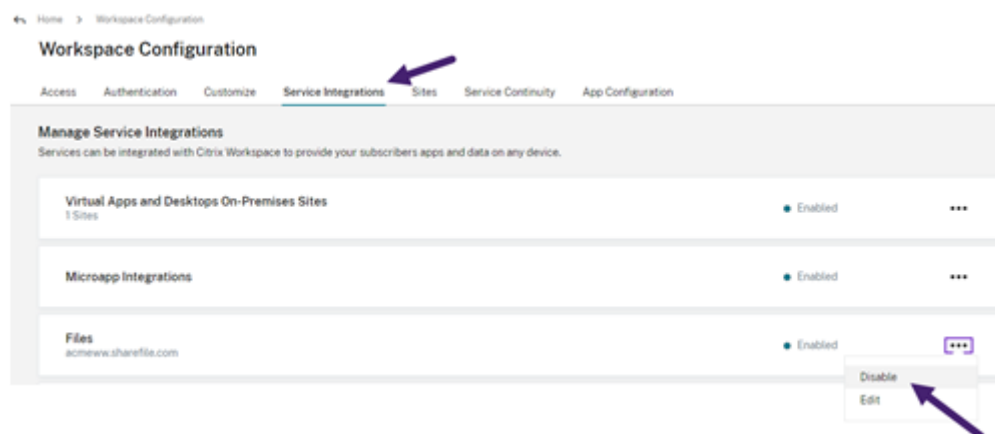 Home > Workspace Configuration
Workspace Configuration
Access Authentication Customize Service Integrations Sites Service Continuity App Configuration
Manage Service Integrations
Services can be integrated with Citrix Workspace to provide your subscribers apps and data on any device.
Virtual Apps and Desktops On-Premises Sites
1 Sites
Enabled
Microapp Integrations
Enabled
Files
acmeww.sharefile.com
Enabled
Disable
Edit